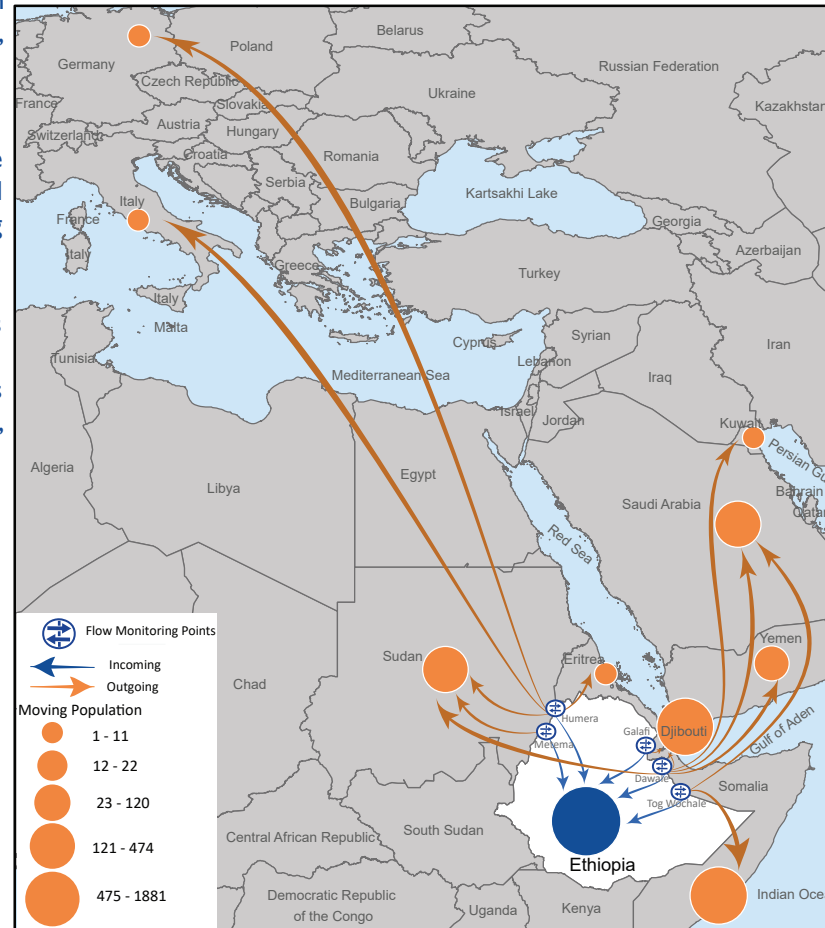 Belarus
Poland
Germany
Russian Federation
Czech Republic
Ukraine
France
Slovakia
Kazakhstan
Austria
Switzerland
Hungary
Croatia
Romania
Serbia
Kartsakhi Lake
Italy
Bulgaria
France
Georgia
Italy
Azerbaijan
Greece
Turkey
Italy
Malta
Syrian
Cyprus
Iran
Tunisia
Lebanon
Mediterranean Sea
Iraq
Israel
Jordan
Kuwait
Algeria
Egypt
Persian Gu
Libya
Bahrain
Saudi Arabia
Qatar
Red Sea
Flow Monitoring Points
Incoming
Outgoing
Moving Population
1 - 11
12 - 22
23 - 120
121 - 474
475 - 1881
Yemen
Sudan
Eritrea
Chad
Humera
Metema
Galafi
Djibouti
Gulf of Aden
Dawale
Tog Wochale
Somalia
South Sudan
Central African Republic
Ethiopia
Democratic Republic
of the Congo
Uganda
Kenya
Indian Oce